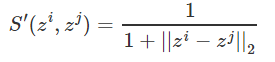 S'(z^i, z^j) = \frac{1}{1 + ||z^i - z^j||_2}